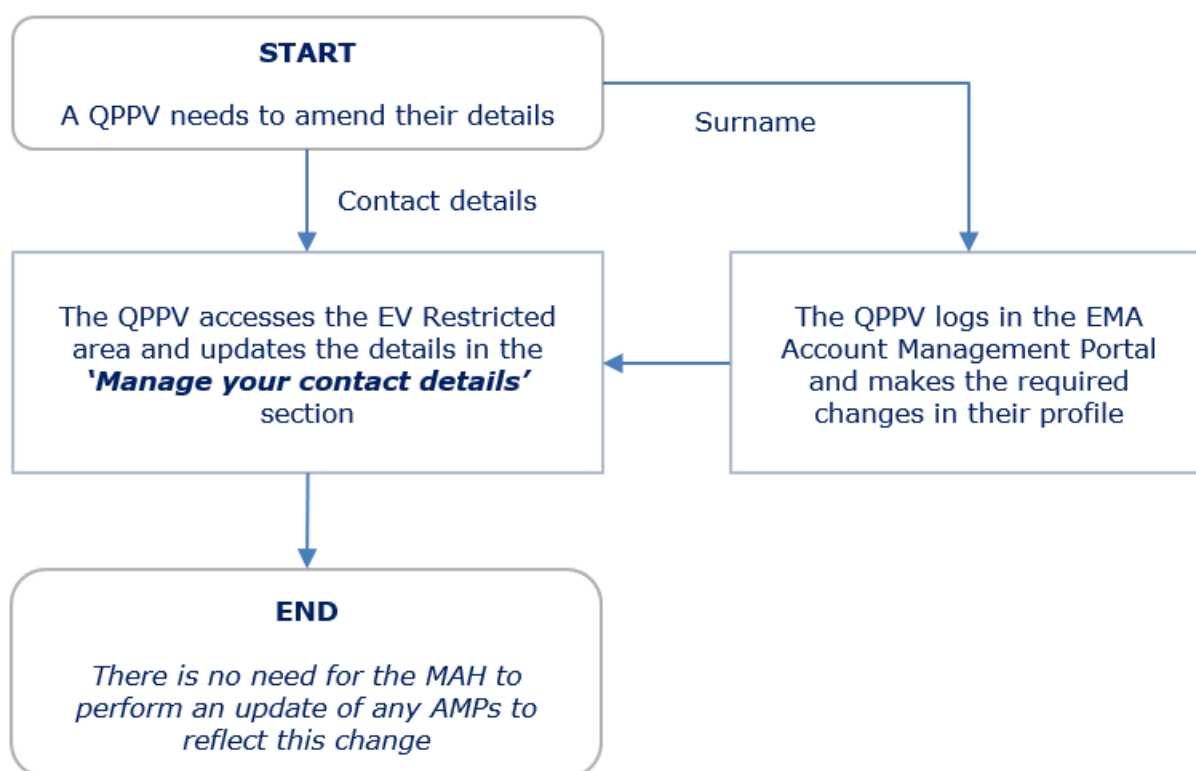 START
A QPPV needs to amend their details
Surname
Contact details
The QPPV accesses the EV Restricted
area and updates the details in the
‘Manage your contact details’
section
The QPPV logs in the EMA
Account Management Portal
and makes the required
changes in their profile
END
There is no need for the MAH to
perform an update of any AMPs to
reflect this change